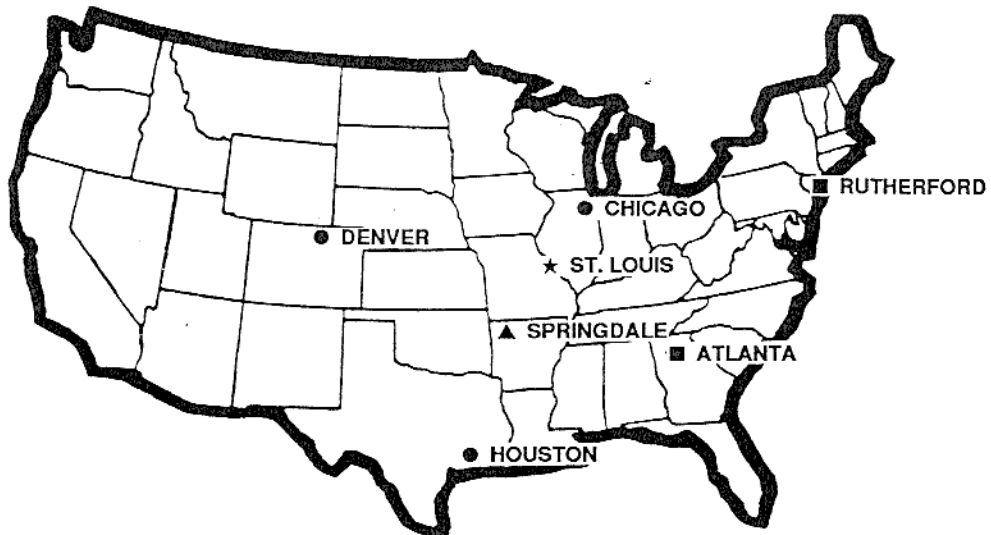 RUTHERFORD
CHICAGO
DENVER
ST. LOUIS
SPRINGDALE
ATLANTA
HOUSTON